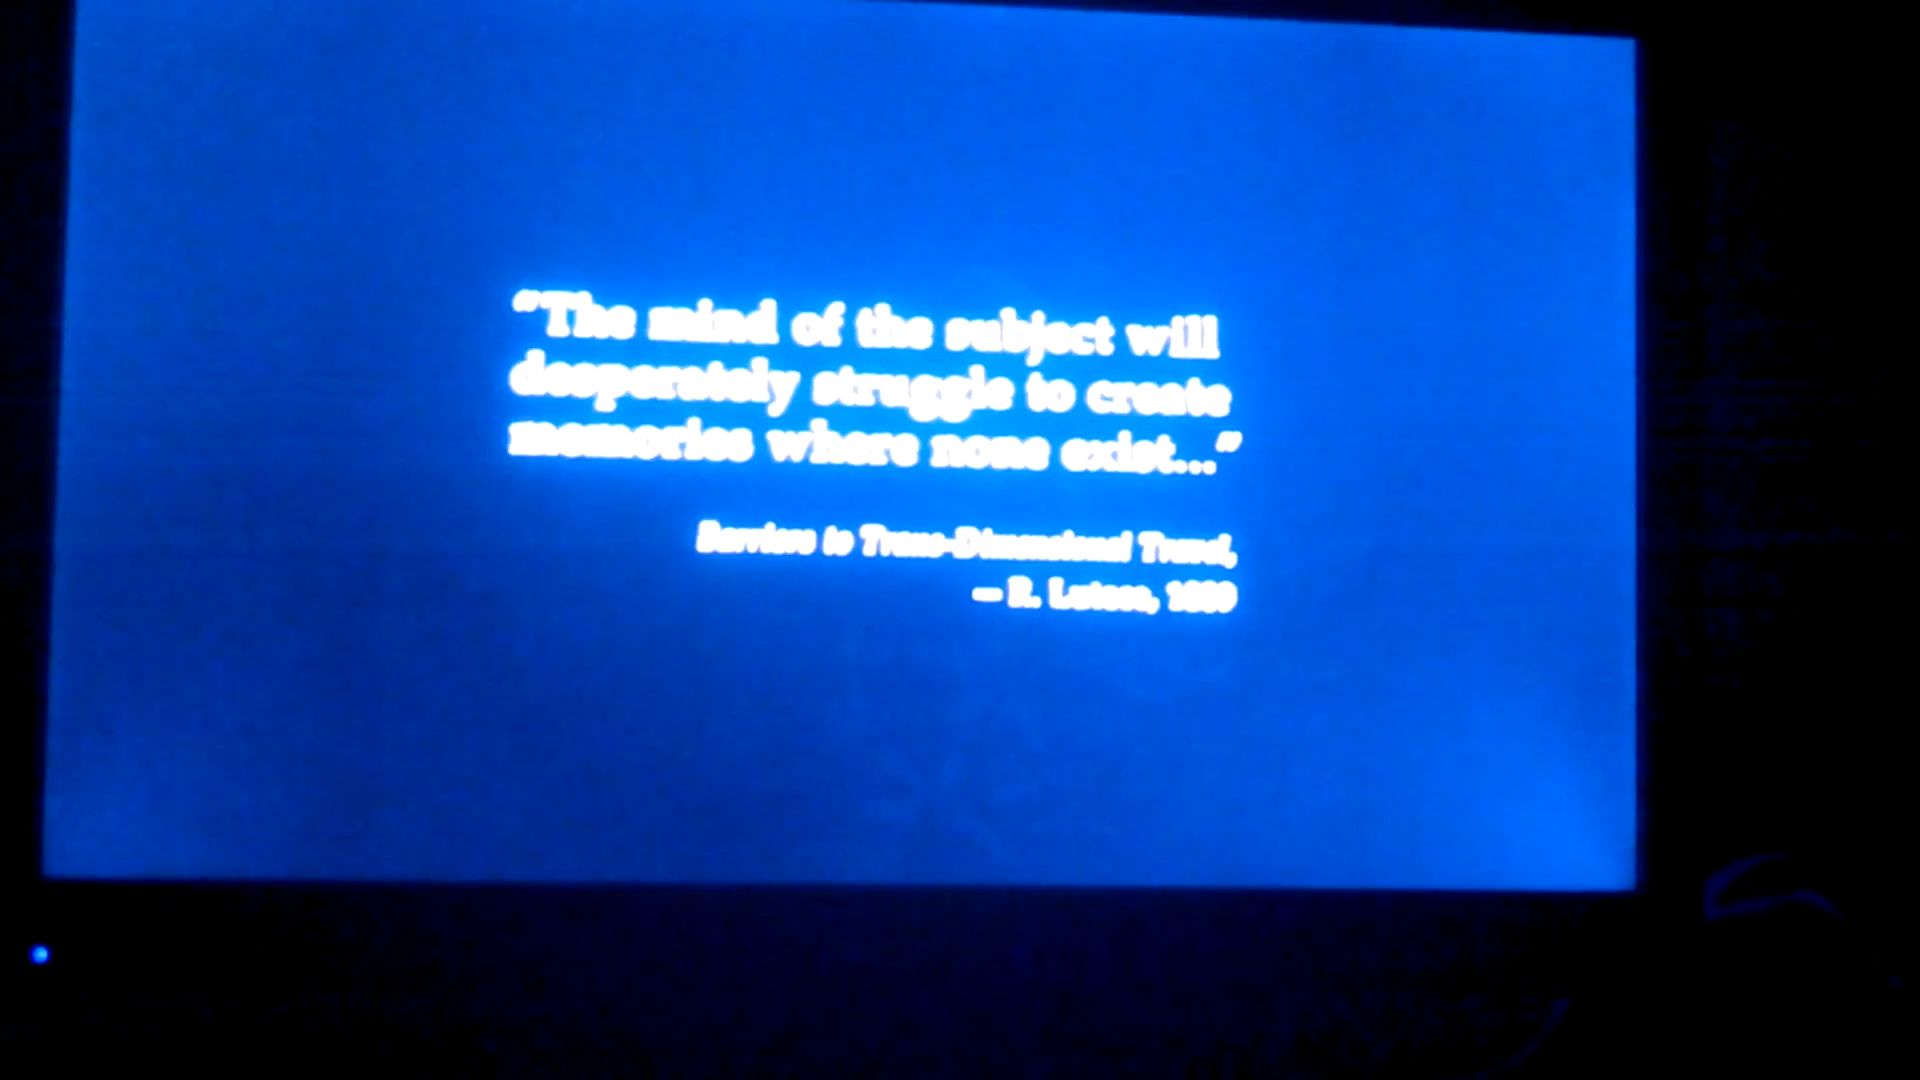 “The mind of the subject will
desperately struggle to create
memories where none exist...”
Barriers to Trans-Dimensional Travel,
— R. Lutece, 1889